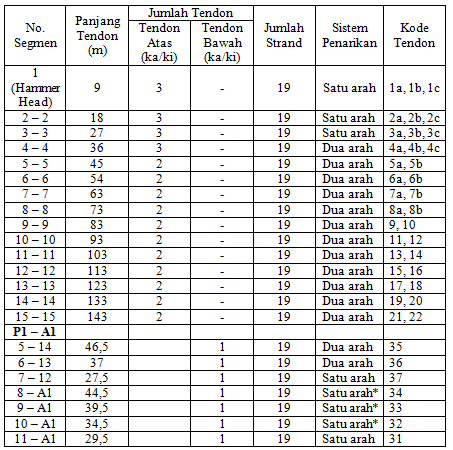 No. Segmen Panjang Tendon (m) Jumlah Tendon Jumlah Strand Sistem Penarikan Kode Tendon
Tendon Atas (ka/ki) Tendon Bawah (ka/ki)
1 (Hammer Head) 9 3 - 19 Satu arah 1a, 1b, 1c
2 – 2 18 3 - 19 Satu arah 2a, 2b, 2c
3 – 3 27 3 - 19 Satu arah 3a, 3b, 3c
4 – 4 36 3 - 19 Dua arah 4a, 4b, 4c
5 – 5 45 2 - 19 Dua arah 5a, 5b
6 – 6 54 2 - 19 Dua arah 6a, 6b
7 – 7 63 2 - 19 Dua arah 7a, 7b
8 – 8 73 2 - 19 Dua arah 8a, 8b
9 – 9 83 2 - 19 Dua arah 9, 10
10 – 10 93 2 - 19 Dua arah 11, 12
11 – 11 103 2 - 19 Dua arah 13, 14
12 – 12 113 2 - 19 Dua arah 15, 16
13 – 13 123 2 - 19 Dua arah 17, 18
14 – 14 133 2 - 19 Dua arah 19, 20
15 – 15 143 2 - 19 Dua arah 21, 22
P1 – A1
5 – 14 46,5 1 19 Dua arah 35
6 – 13 37 1 19 Dua arah 36
7 – 12 27,5 1 19 Satu arah 37
8 – A1 44,5 1 19 Satu arah* 34
9 – A1 39,5 1 19 Satu arah* 33
10 – A1 34,5 1 19 Satu arah* 32
11 – A1 29,5 1 19 Satu arah 31